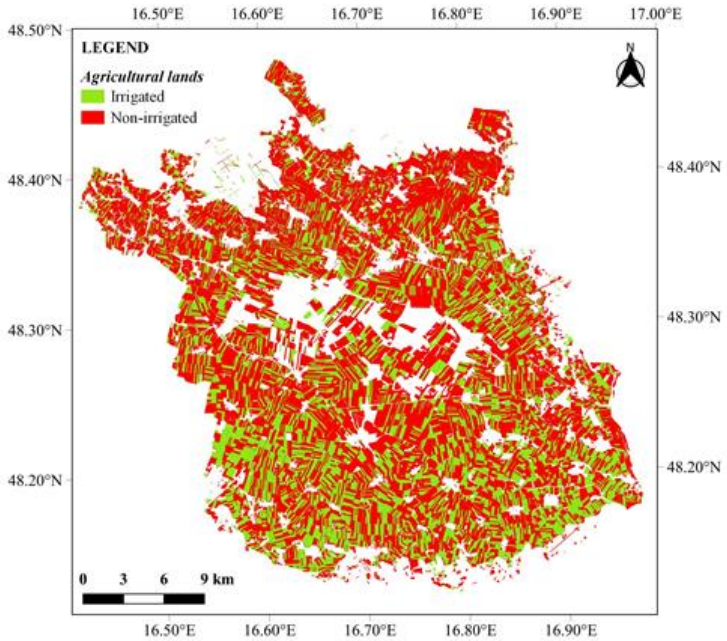 16.50°E 16.60°E 16.70°E 16.80°E 16.90°E 17.00°E
48.50°N
LEGEND
N
Agricultural lands
Irrigated
Non-irrigated
48.40°N 48.40°N
48.30°N 48.30°N
48.20°N 48.20°N
0 3 6 9 km
16.50°E 16.60°E 16.70°E 16.80°E 16.90°E